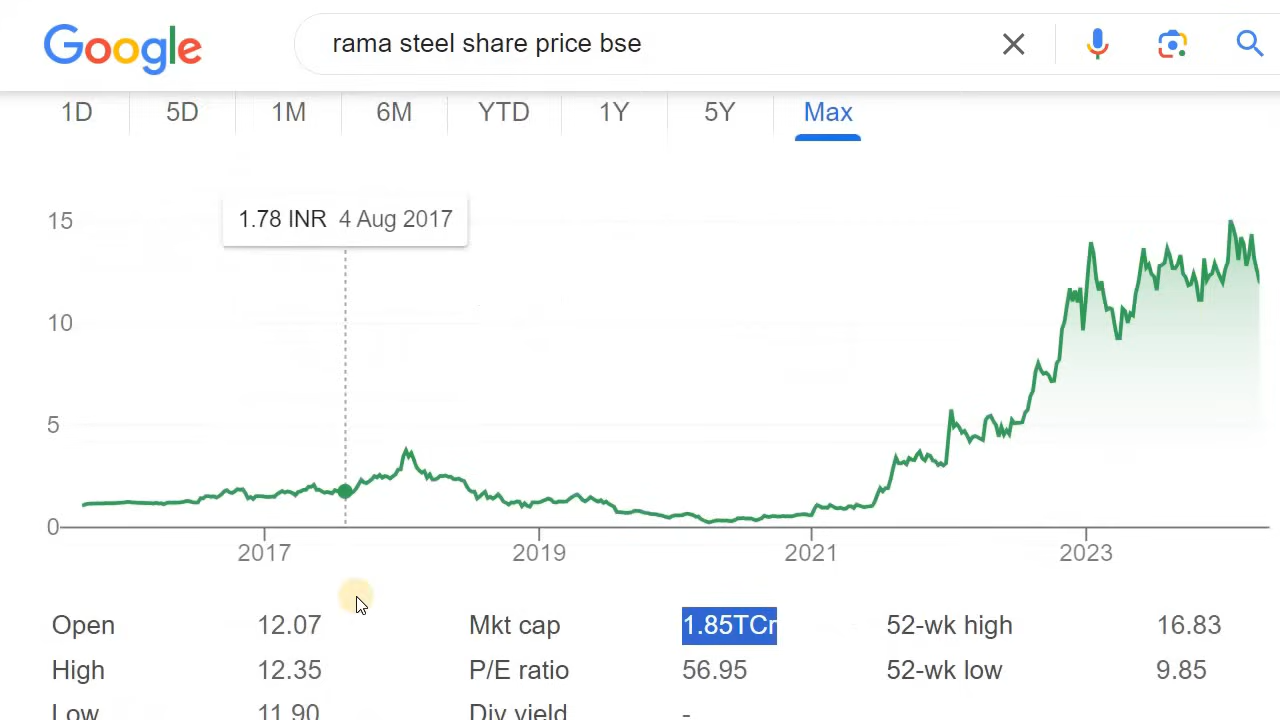 Google
rama steel share price bse
1D 5D 1M 6M YTD 1Y 5Y Max
1.78 INR 4 Aug 2017
15
10
5
0
2017 2019 2021 2023
Open 12.07 Mkt cap 1.85TCr 52-wk high 16.83
High 12.35 P/E ratio 56.95 52-wk low 9.85
Low 11.90 Div yield -